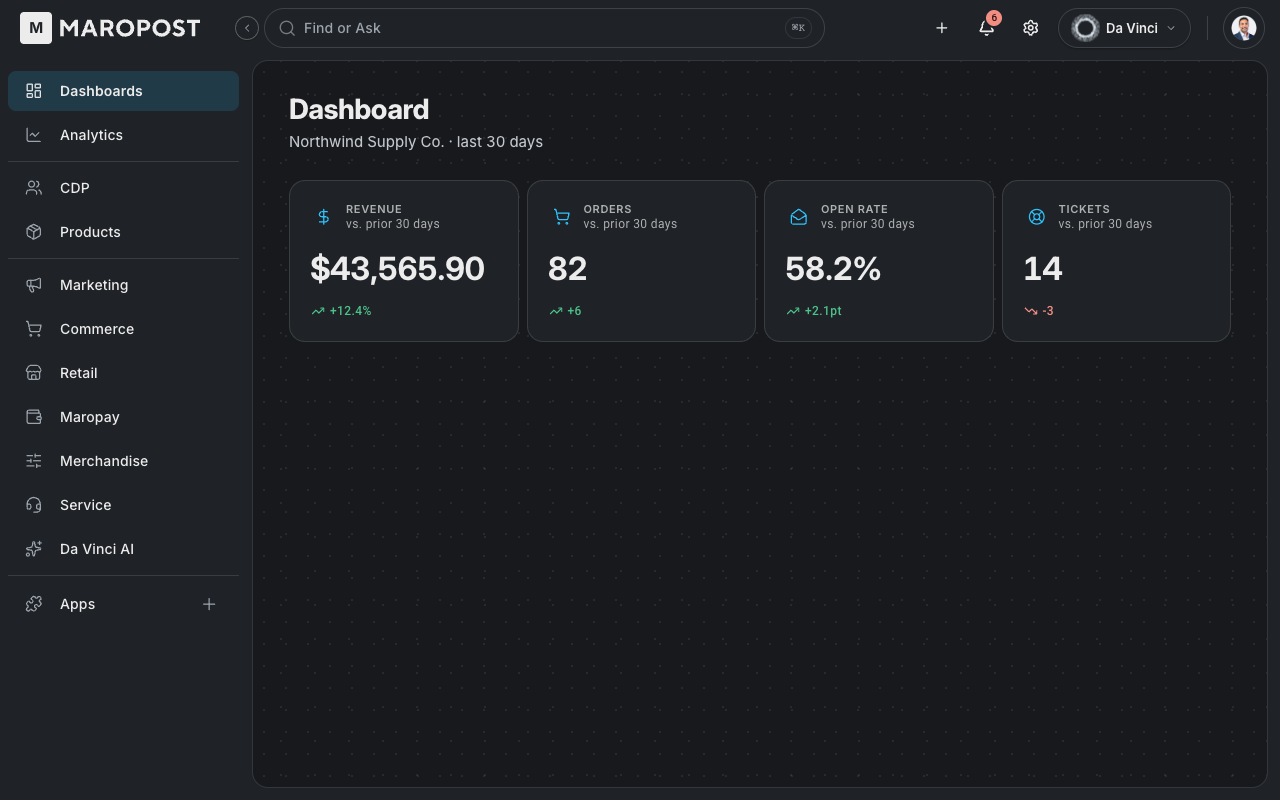 M MAROPOST
Find or Ask
⌘K
6
Da Vinci
Dashboards
Analytics
CDP
Products
Marketing
Commerce
Retail
Maropay
Merchandise
Service
Da Vinci AI
Apps
Dashboard
Northwind Supply Co. · last 30 days
REVENUE
vs. prior 30 days
$43,565.90
+12.4%
ORDERS
vs. prior 30 days
82
+6
OPEN RATE
vs. prior 30 days
58.2%
+2.1pt
TICKETS
vs. prior 30 days
14
-3